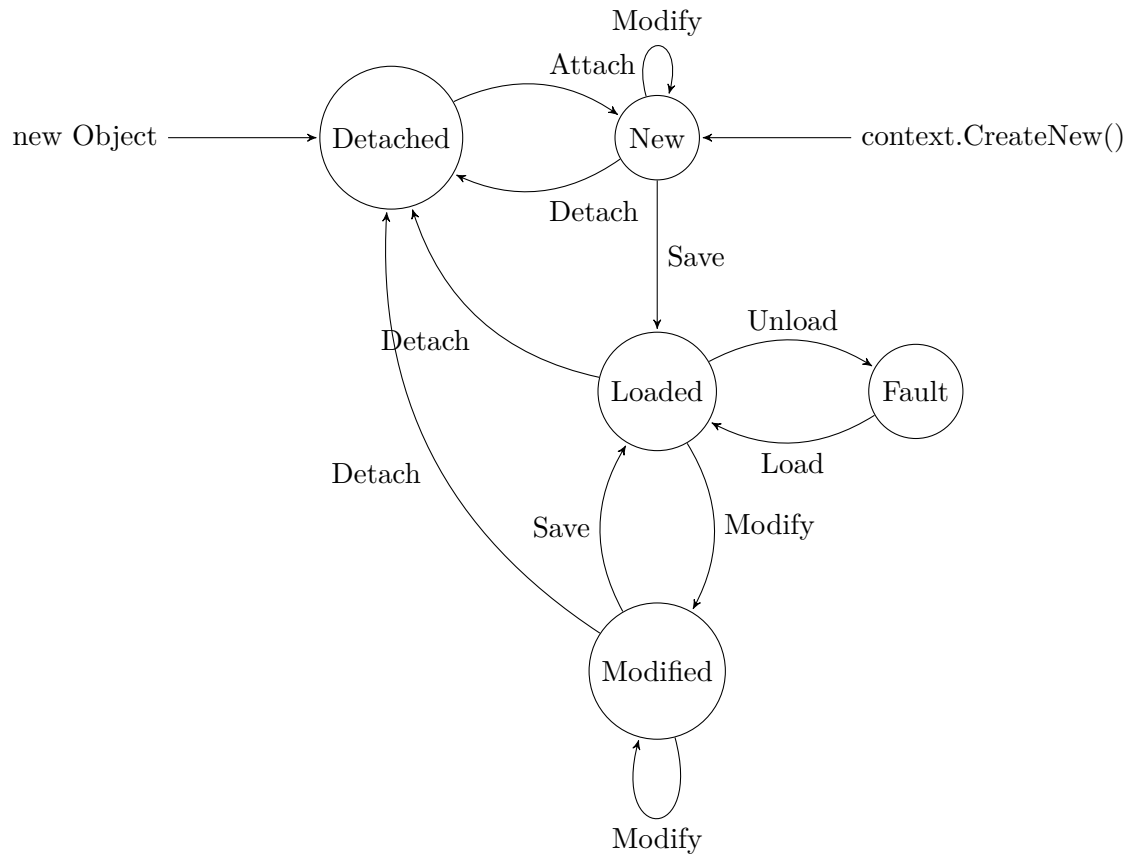 Modify
Attach
new Object
Detached
New
context.CreateNew()
Detach
Save
Unload
Detach
Loaded
Fault
Load
Detach
Save
Modify
Modified
Modify